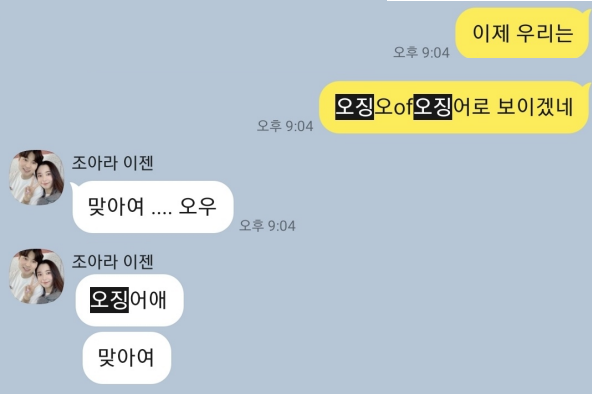 이제 우리는
오후 9:04
오징오of오징어로 보이겠네
오후 9:04
조아라 이젠
맞아여 .... 오우
오후 9:04
조아라 이젠
오징어애
맞아여